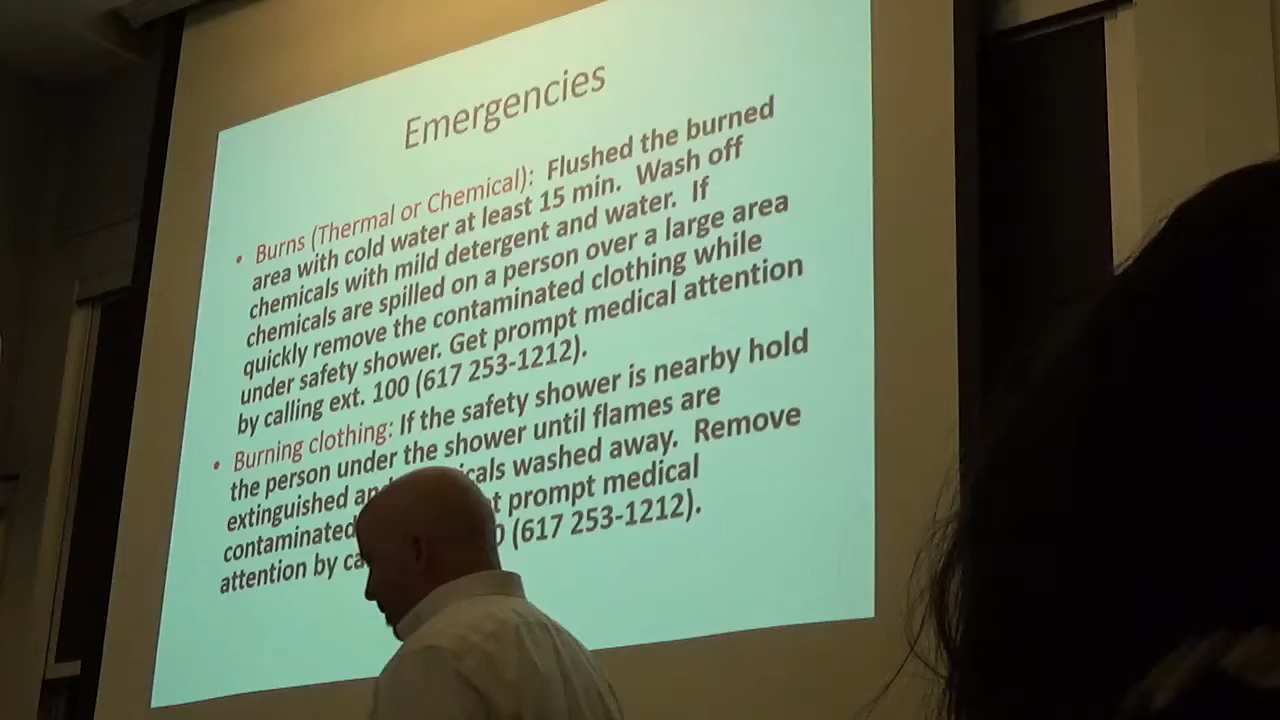 Emergencies
• Burns (Thermal or Chemical): Flushed the burned
area with cold water at least 15 min. Wash off
chemicals with mild detergent and water. If
chemicals are spilled on a person over a large area
quickly remove the contaminated clothing while
under safety shower. Get prompt medical attention
by calling ext. 100 (617 253-1212).
• Burning clothing: If the safety shower is nearby hold
the person under the shower until flames are
extinguished washed away. Remove
contaminated prompt medical
attention by (617 253-1212).